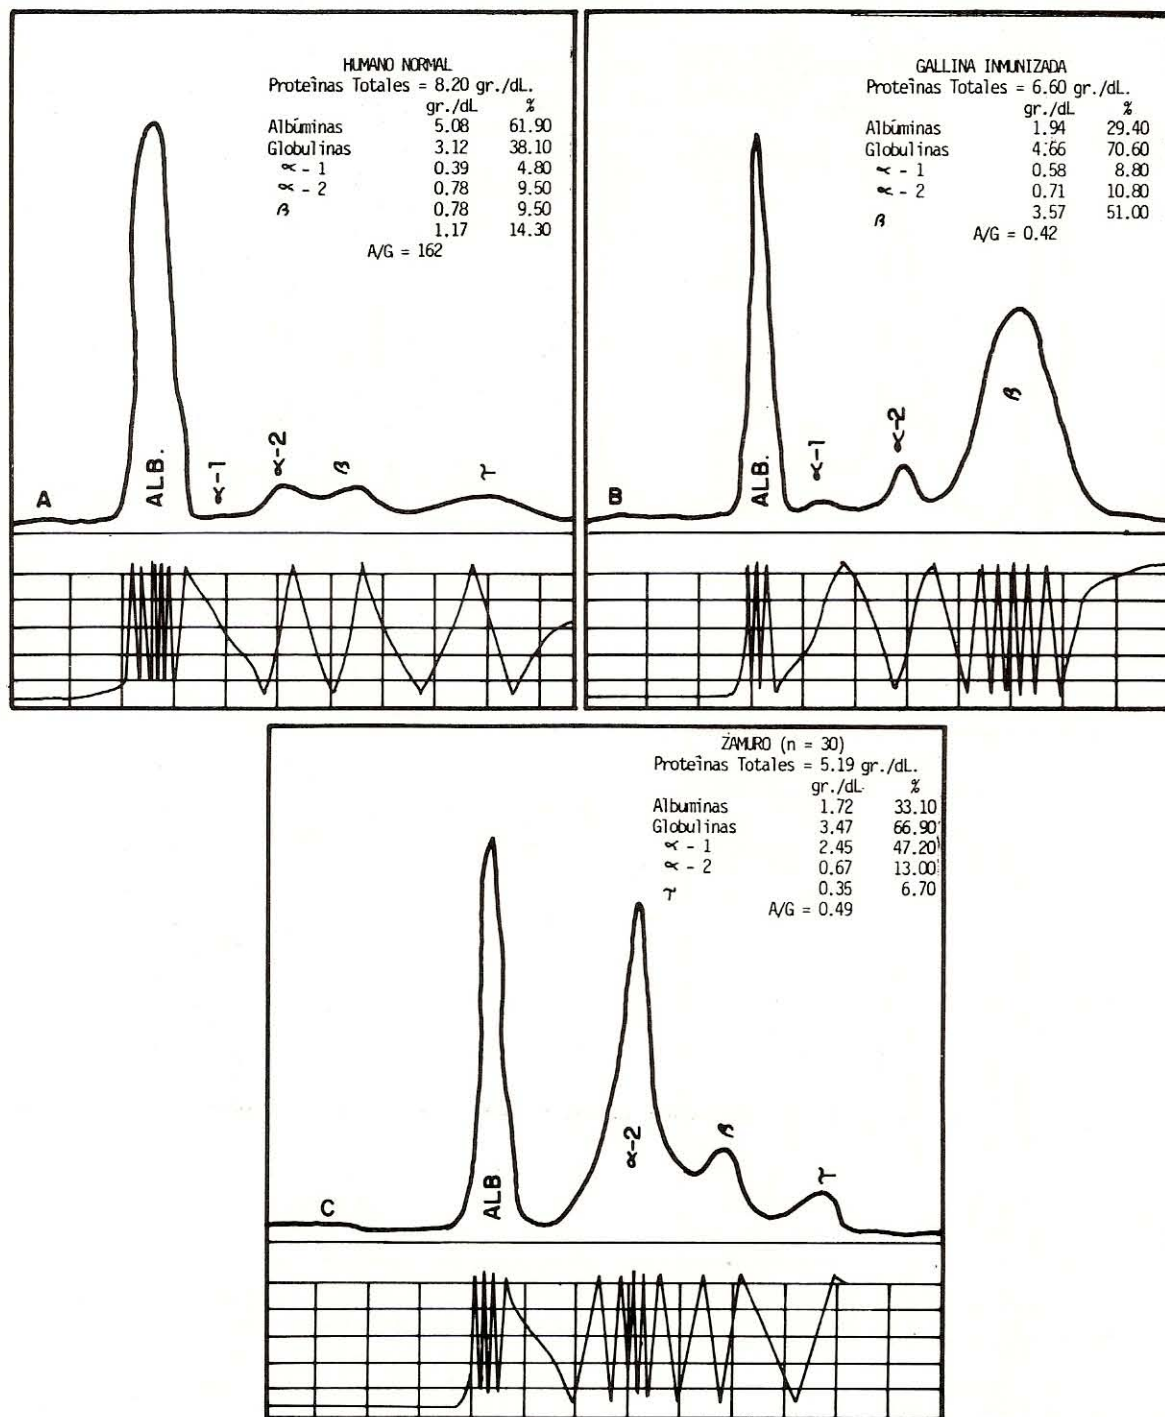 HUMANO NORMAL
Proteînas Totales = 8.20 gr./dL.
gr./dL %
Albúminas 5.08 61.90
Globulinas 3.12 38.10
∝ - 1 0.39 4.80
∝ - 2 0.78 9.50
β 0.78 9.50
1.17 14.30
A/G = 162
A
ALB.
∝-1
∝-2
β
τ
GALLINA INMUNIZADA
Proteînas Totales = 6.60 gr./dL.
gr./dL %
Albúminas 1.94 29.40
Globulinas 4.66 70.60
∝ - 1 0.58 8.80
∝ - 2 0.71 10.80
β 3.57 51.00
A/G = 0.42
B
ALB.
∝-1
∝-2
β
ZAMURO (n = 30)
Proteînas Totales = 5.19 gr./dL.
gr./dL %
Albuminas 1.72 33.10
Globulinas 3.47 66.90
∝ - 1 2.45 47.20
∝ - 2 0.67 13.00
τ 0.35 6.70
A/G = 0.49
C
ALB
∝-2
β
τ